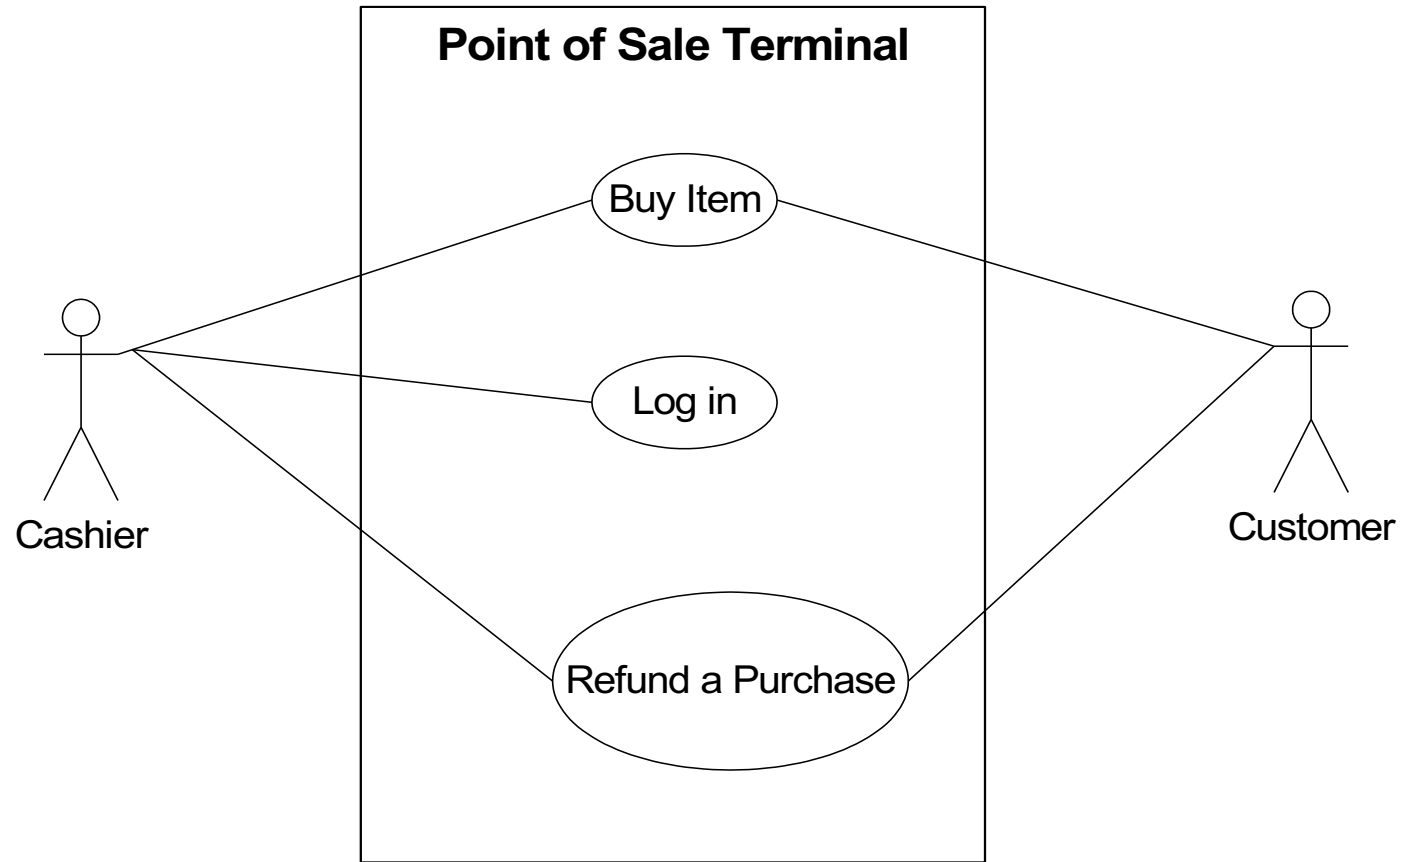 Point of Sale Terminal
Buy Item
Log in
Cashier
Customer
Refund a Purchase